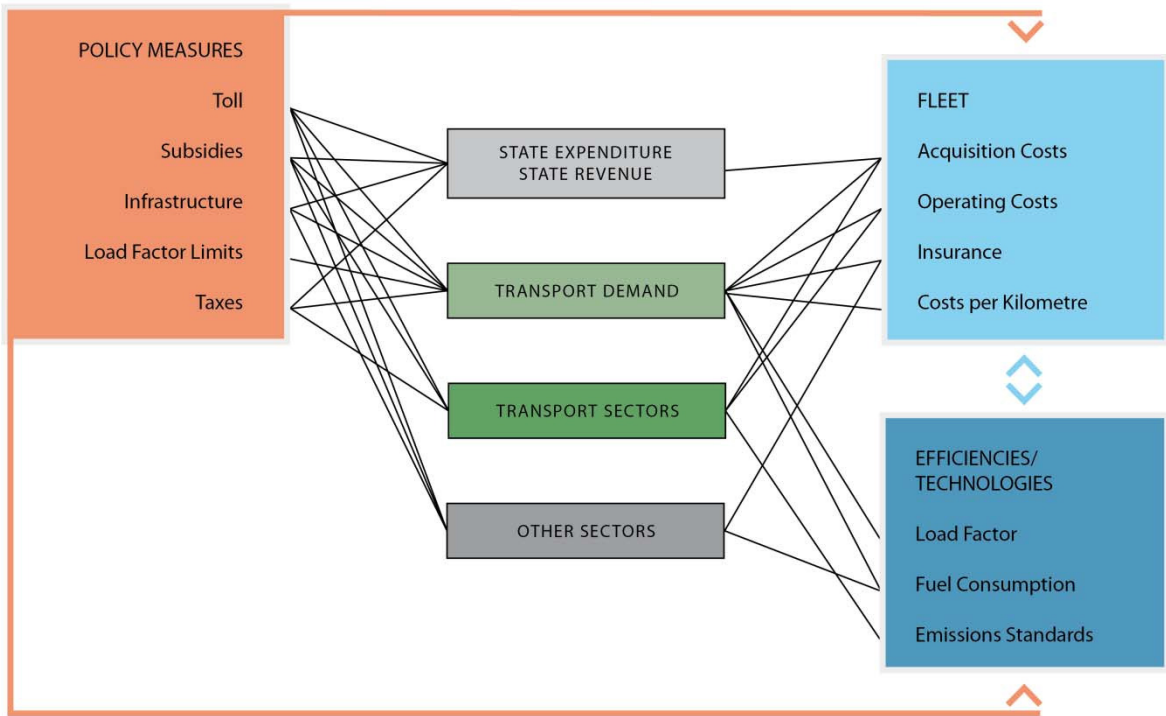 POLICY MEASURES
Toll
Subsidies
Infrastructure
Load Factor Limits
Taxes
STATE EXPENDITURE
STATE REVENUE
TRANSPORT DEMAND
TRANSPORT SECTORS
OTHER SECTORS
FLEET
Acquisition Costs
Operating Costs
Insurance
Costs per Kilometre
EFFICIENCIES/
TECHNOLOGIES
Load Factor
Fuel Consumption
Emissions Standards